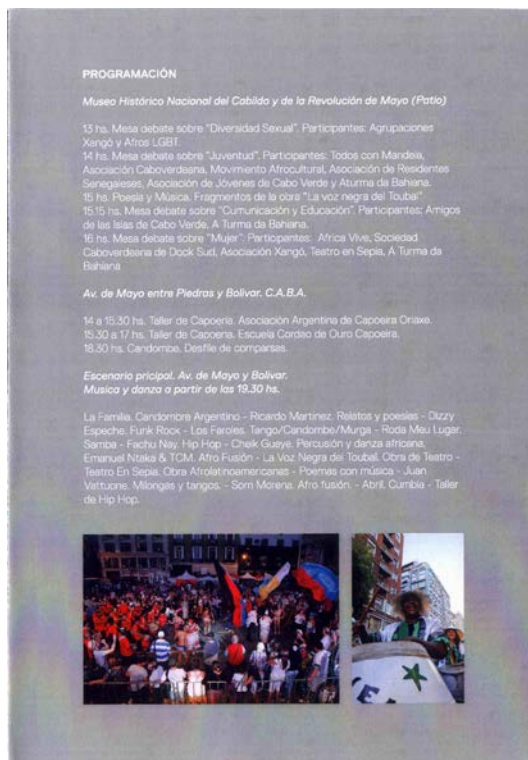 PROGRAMACIÓN
Museo Histórico Nacional del Cabildo y de la Revolución de Mayo (Patio)
13 hs. Mesa debate sobre "Diversidad Sexual". Participantes: Agrupaciones
Xangó y Afros LGBT.
14 hs. Mesa debate sobre "Juventud". Participantes: Todos con Mandela,
Asociación Caboverdeana, Movimiento Afrocultural, Asociación de Residentes
Senegaleses, Asociación de Jóvenes de Cabo Verde y Aturma da Bahiana.
15 hs. Poesía y Música. Fragmentos de la obra "La voz negra del Toubal"
15.15 hs. Mesa debate sobre "Cumunicación y Educación". Participantes: Amigos
de las Islas de Cabo Verde, A Turma da Bahiana.
16 hs. Mesa debate sobre "Mujer": Participantes: Africa Vive, Sociedad
Caboverdeana de Dock Sud, Asociación Xangó, Teatro en Sepia, A Turma da
Bahiana
Av. de Mayo entre Piedras y Bolívar. C.A.B.A.
14 a 15.30 hs. Taller de Capoeria. Asociación Argentina de Capoeira Oriaxe.
15.30 a 17 hs. Taller de Capoeria. Escuela Cordao de Ouro Capoeira.
18.30 hs. Candombe. Desfile de comparsas.
Escenario pricipal. Av. de Mayo y Bolívar.
Musica y danza a partir de las 19.30 hs.
La Familia. Candombre Argentino - Ricardo Martinez. Relatos y poesías - Dizzy
Espeche. Funk Rock - Los Feroles. Tango/Candombe/Murga - Roda Meu Lugar.
Samba - Fachu Nay. Hip Hop - Cheik Gueye. Percusión y danza africana.
Emanuel Ntaka & TCM. Afro Fusión - La Voz Negra del Toubal. Obra de Teatro -
Teatro En Sepia. Obra Afrolatinoamericanas - Poemas con música - Juan
Vattuone. Milongas y tangos. - Som Morena. Afro fusión. - Abril. Cumbia - Taller
de Hip Hop.